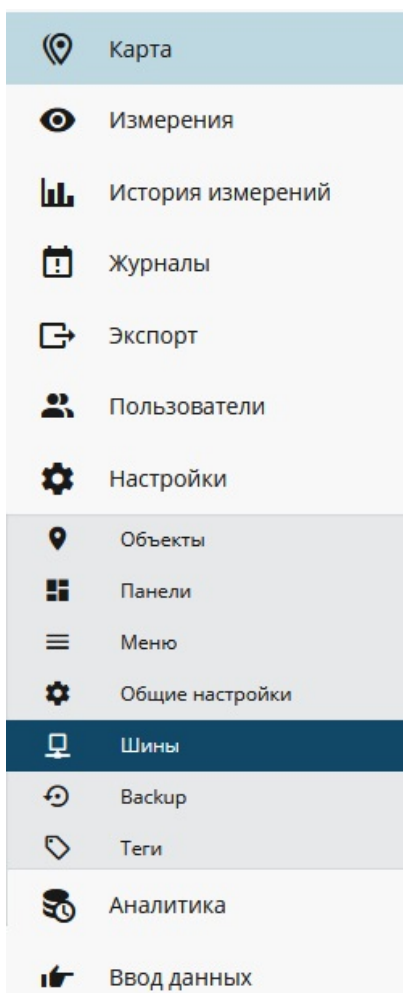 Карта
Измерения
История измерений
Журналы
Экспорт
Пользователи
Настройки
Объекты
Панели
Меню
Общие настройки
Шины
Backup
Теги
Аналитика
Ввод данных